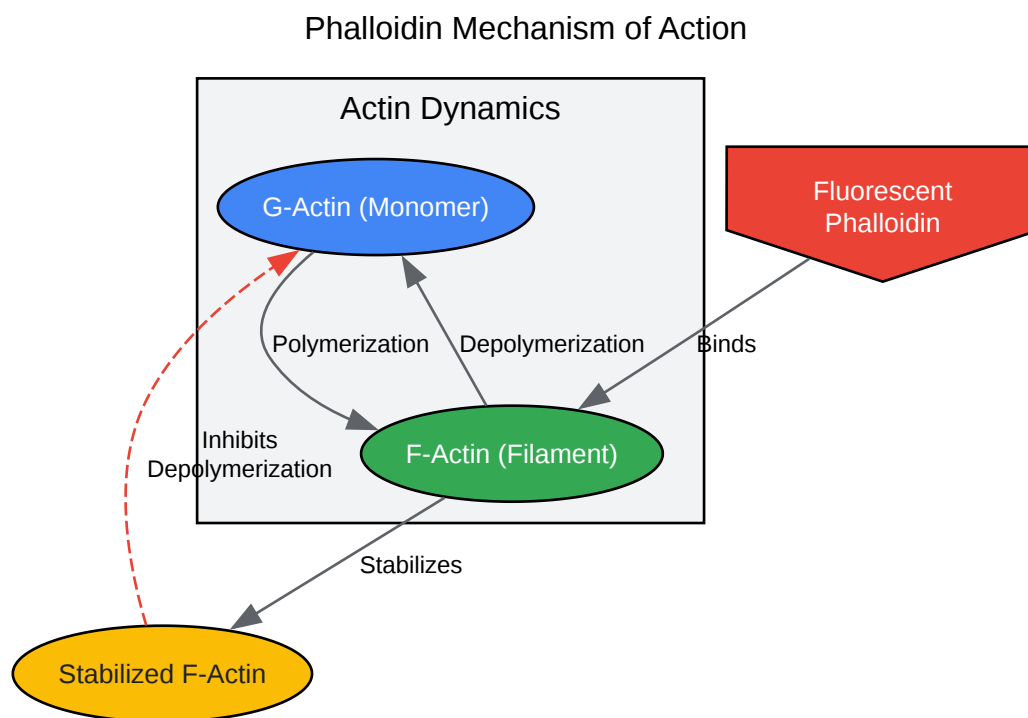 Phalloidin Mechanism of Action
Actin Dynamics
G-Actin (Monomer)
Fluorescent
Phalloidin
Polymerization
Depolymerization
Binds
Inhibits
Depolymerization
F-Actin (Filament)
Stabilizes
Stabilized F-Actin